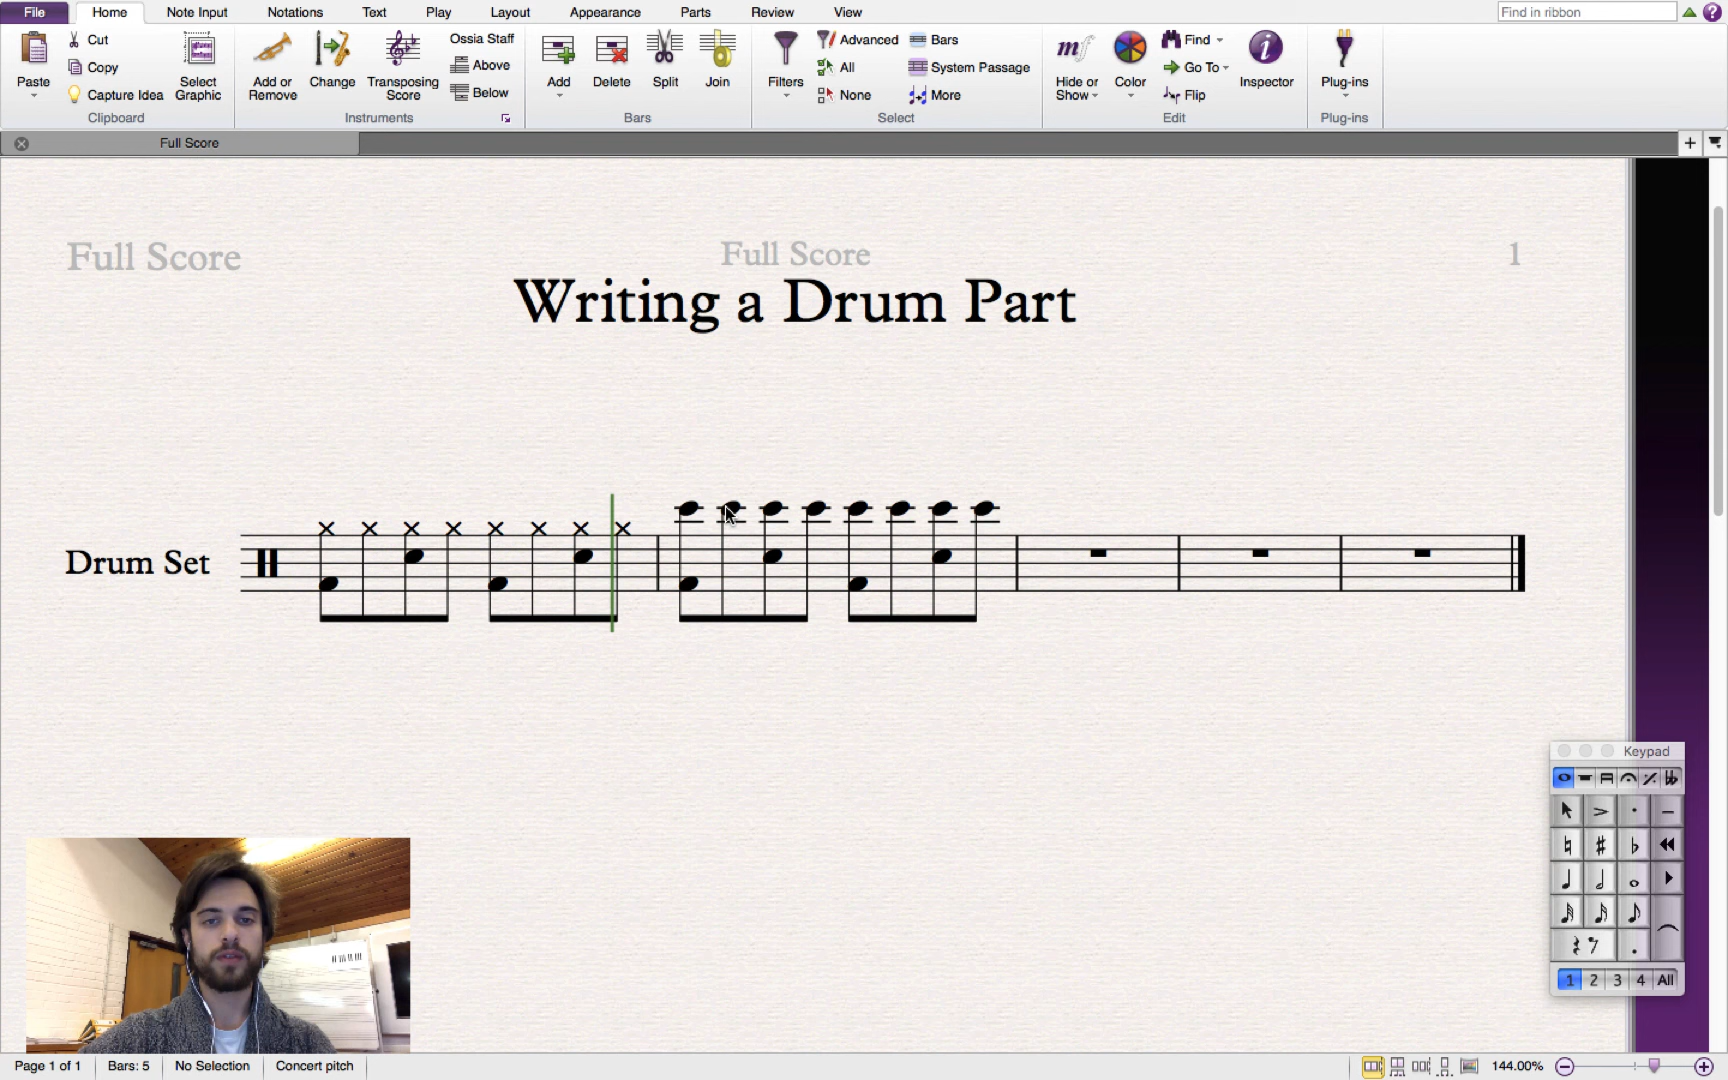 File Home Note Input Notations Text Play Layout Appearance Parts Review View Find in ribbon
Paste Cut Copy Capture Idea Select Graphic Add or Remove Change Transposing Score Ossia Staff Above Below Add Delete Split Join Filters Advanced All None Bars System Passage More Hide or Show Color Find Go To Flip Inspector Plug-ins
Clipboard Instruments Bars Select Edit Plug-ins
Full Score
Full Score Full Score 1
Writing a Drum Part
Drum Set
Keypad
1 2 3 4 All
Page 1 of 1 Bars: 5 No Selection Concert pitch 144.00%